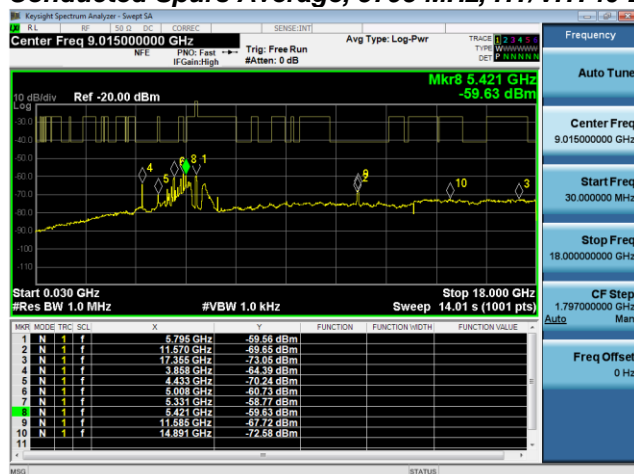 Keysight Spectrum Analyzer - Swept SA
RL RF 50 Ω DC CORREC SENSE:INT
Center Freq 9.015000000 GHz
NFE PNO: Fast Trig: Free Run
IFGain:High #Atten: 0 dB
Avg Type: Log-Pwr
TRACE 1 2 3 4 5 6
TYPE
DET P N N N N N
Mkr8 5.421 GHz
-59.63 dBm
10 dB/div Ref -20.00 dBm
Log
-30.0
-40.0
-50.0
-60.0
-70.0
-80.0
-90.0
-100
-110
4 5 6 8 1 9 2 10 3
Start 0.030 GHz Stop 18.000 GHz
#Res BW 1.0 MHz #VBW 1.0 kHz Sweep 14.01 s (1001 pts)
MKR MODE TRC SCL X Y FUNCTION FUNCTION WIDTH FUNCTION VALUE
1 N 1 f 5.795 GHz -59.56 dBm
2 N 1 f 11.570 GHz -69.65 dBm
3 N 1 f 17.355 GHz -73.05 dBm
4 N 1 f 3.858 GHz -64.39 dBm
5 N 1 f 4.433 GHz -70.24 dBm
6 N 1 f 5.008 GHz -60.73 dBm
7 N 1 f 5.331 GHz -58.77 dBm
8 N 1 f 5.421 GHz -59.63 dBm
9 N 1 f 11.585 GHz -67.72 dBm
10 N 1 f 14.891 GHz -72.58 dBm
11
MSG STATUS
Frequency
Auto Tune
Center Freq
9.015000000 GHz
Start Freq
30.000000 MHz
Stop Freq
18.000000000 GHz
CF Step
1.797000000 GHz
Auto Man
Freq Offset
0 Hz